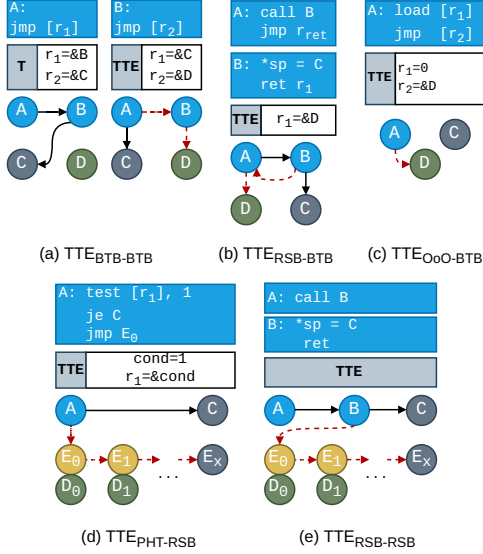 A:
jmp [r1]
T
r1=&B
r2=&C
A
B
C
D
B:
jmp [r2]
TTE
r1=&C
r2=&D
A
B
C
D
(a) TTEBTB-BTB
A: call B
jmp rret
B: *sp = C
ret r1
TTE
r1=&D
A
B
D
C
(b) TTERSB-BTB
A: load [r1]
jmp [r2]
TTE
r1=0
r2=&D
A
C
D
(c) TTEOoO-BTB
A: test [r1], 1
je C
jmp E0
TTE
cond=1
r1=&cond
A
C
E0
E1
Ex
D0
D1
...
(d) TTEPHT-RSB
A: call B
B: *sp = C
ret
TTE
A
B
C
E0
E1
Ex
D0
D1
...
(e) TTERSB-RSB